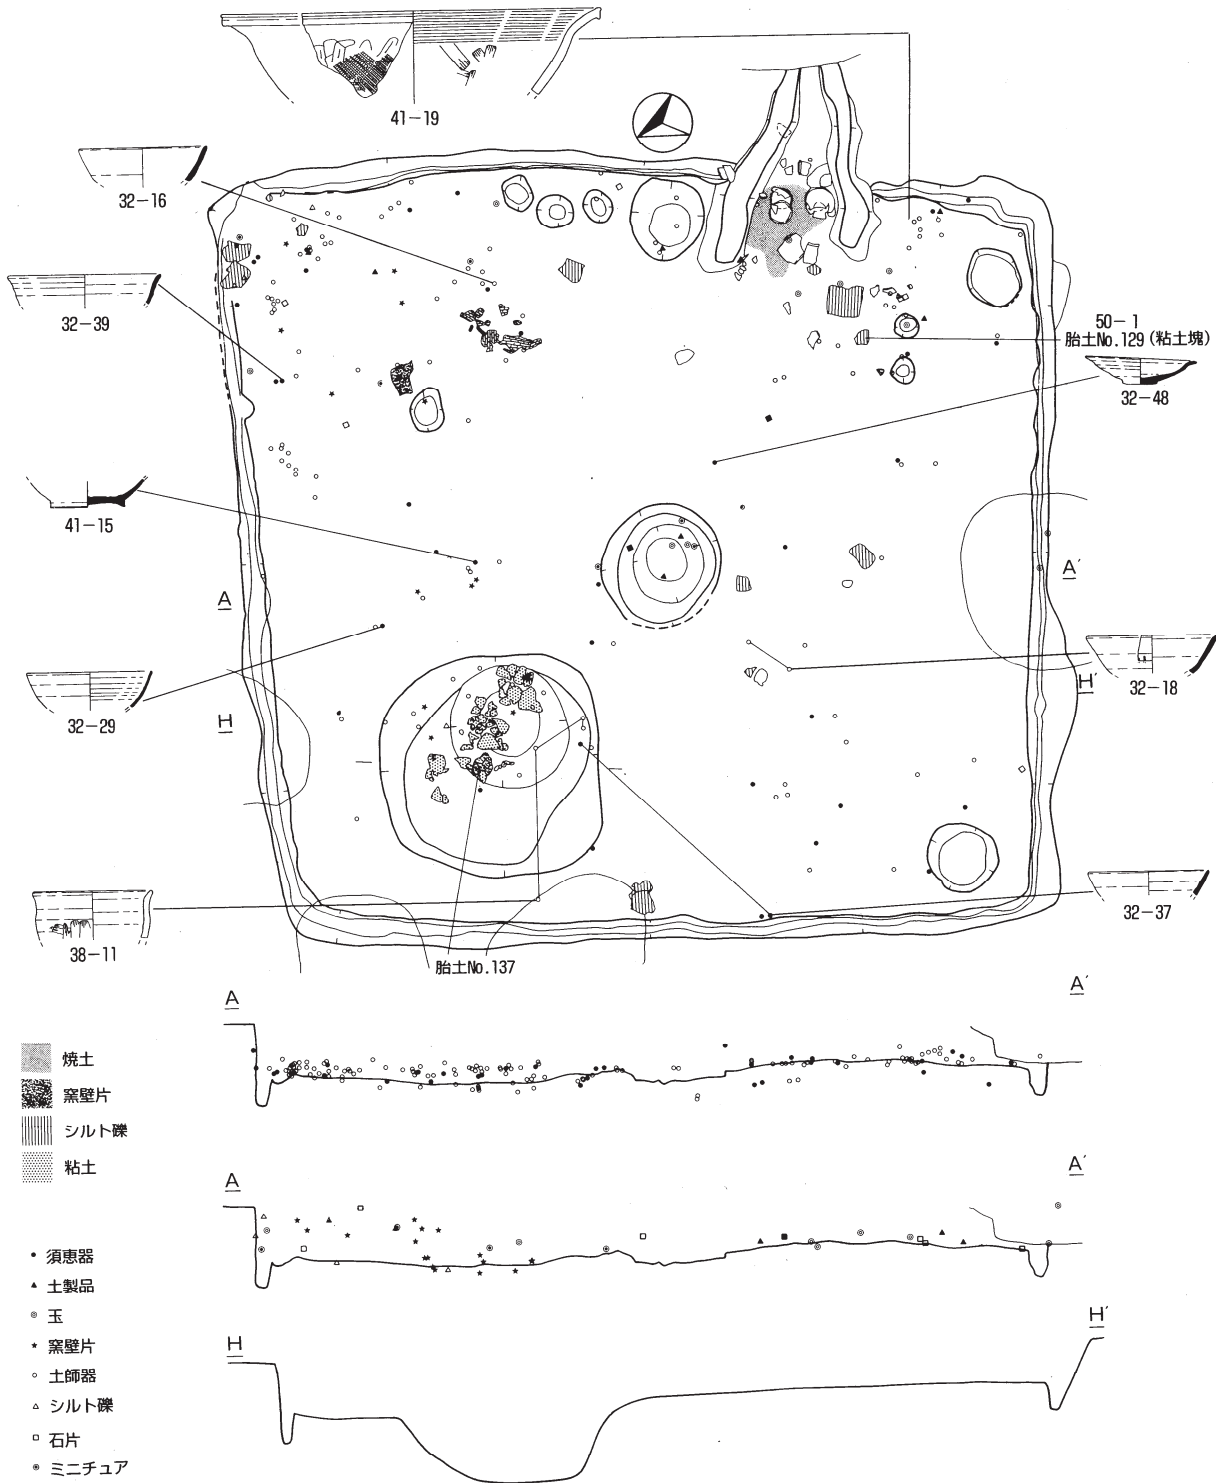 41-19
32-16
32-39
50-1
胎土No.129 (粘土塊)
32-48
41-15
A
A'
32-29
H
32-18
H'
38-11
32-37
胎土No.137
A
A'
焼土
窯壁片
シルト礫
粘土
A
A'
須恵器
土製品
玉
窯壁片
土師器
シルト礫
石片
ミニチュア
H
H'